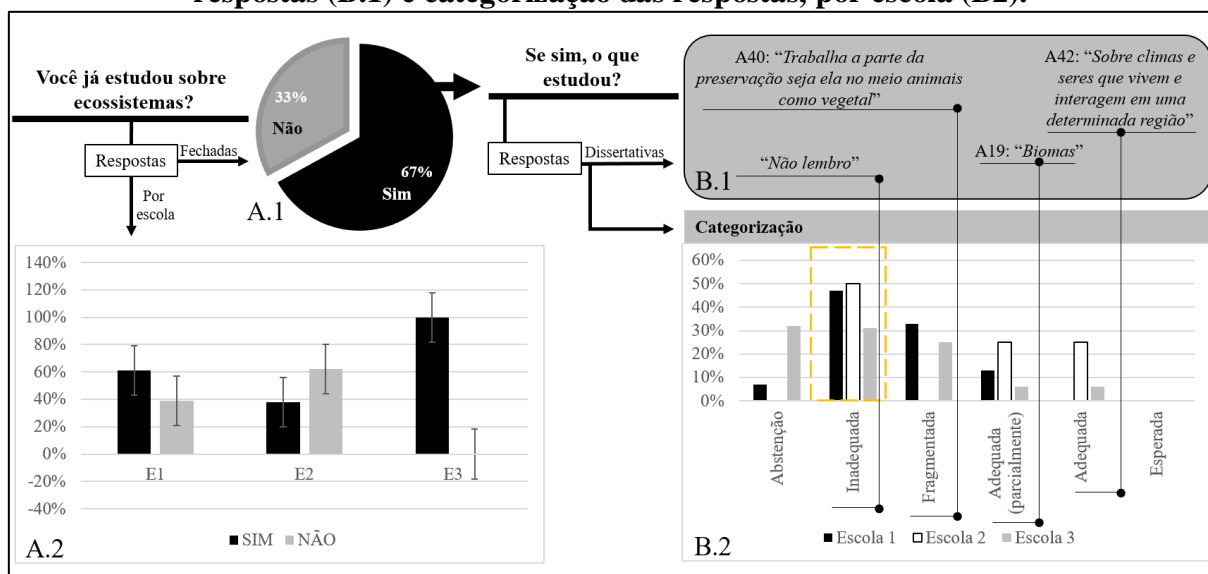 respostas (B.1) e categorização das respostas, por escola (B2).
Você já estudou sobre
ecossistemas?
Respostas
Fechadas
Por
escola
33%
Não
67%
Sim
A.1
Se sim, o que
estudou?
Respostas
Dissertativas
A40: “Trabalha a parte da
preservação seja ela no meio animais
como vegetal”
A42: “Sobre climas e
seres que vivem e
interagem em uma
determinada região”
“Não lembro”
A19: “Biomas”
B.1
140%
120%
100%
80%
60%
40%
20%
0%
-20%
-40%
E1
E2
E3
SIM
NÃO
A.2
Categorização
60%
50%
40%
30%
20%
10%
0%
Abstenção
Inadequada
Fragmentada
Adequada
(parcialmente)
Adequada
Esperada
Escola 1
Escola 2
Escola 3
B.2